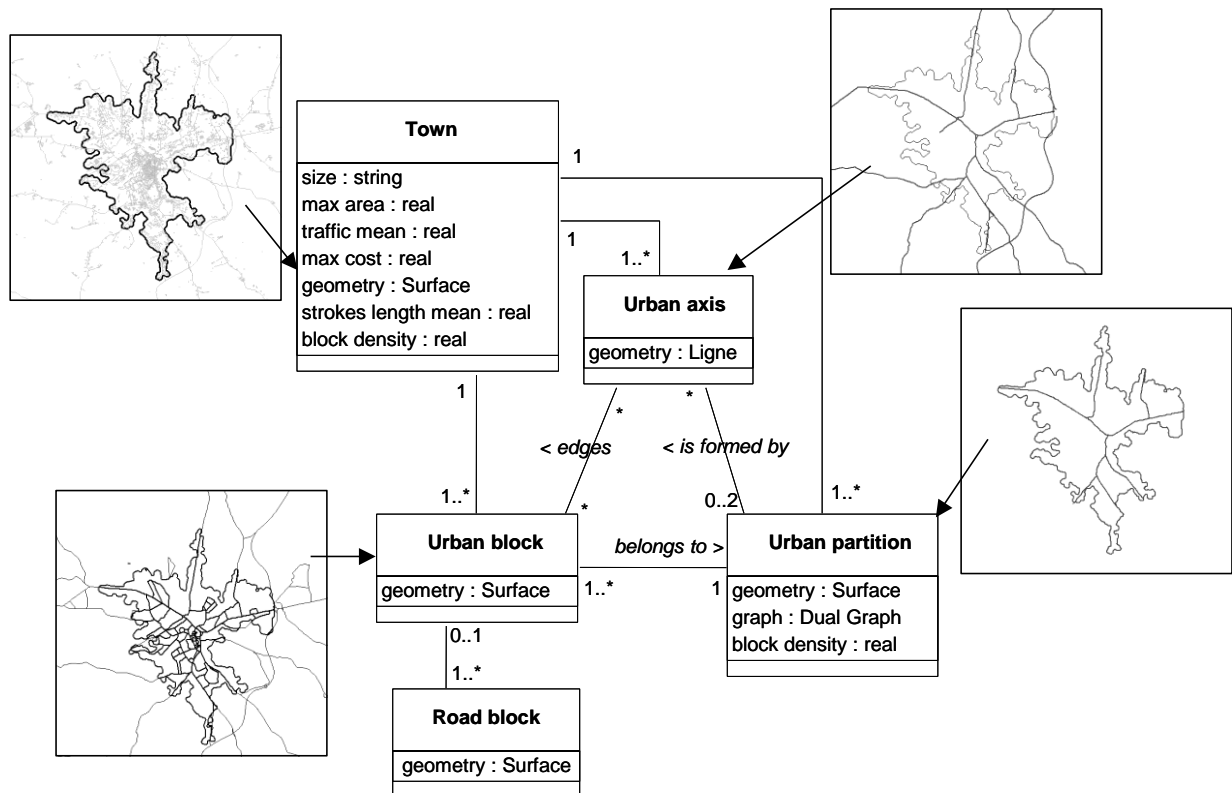 Town
size : string
max area : real
traffic mean : real
max cost : real
geometry : Surface
strokes length mean : real
block density : real
1
1
1..*
Urban axis
geometry : Ligne
1
*
*
< edges
< is formed by
1..*
*
0..2
1..*
Urban block
geometry : Surface
belongs to >
1..*
1
Urban partition
geometry : Surface
graph : Dual Graph
block density : real
0..1
1..*
Road block
geometry : Surface